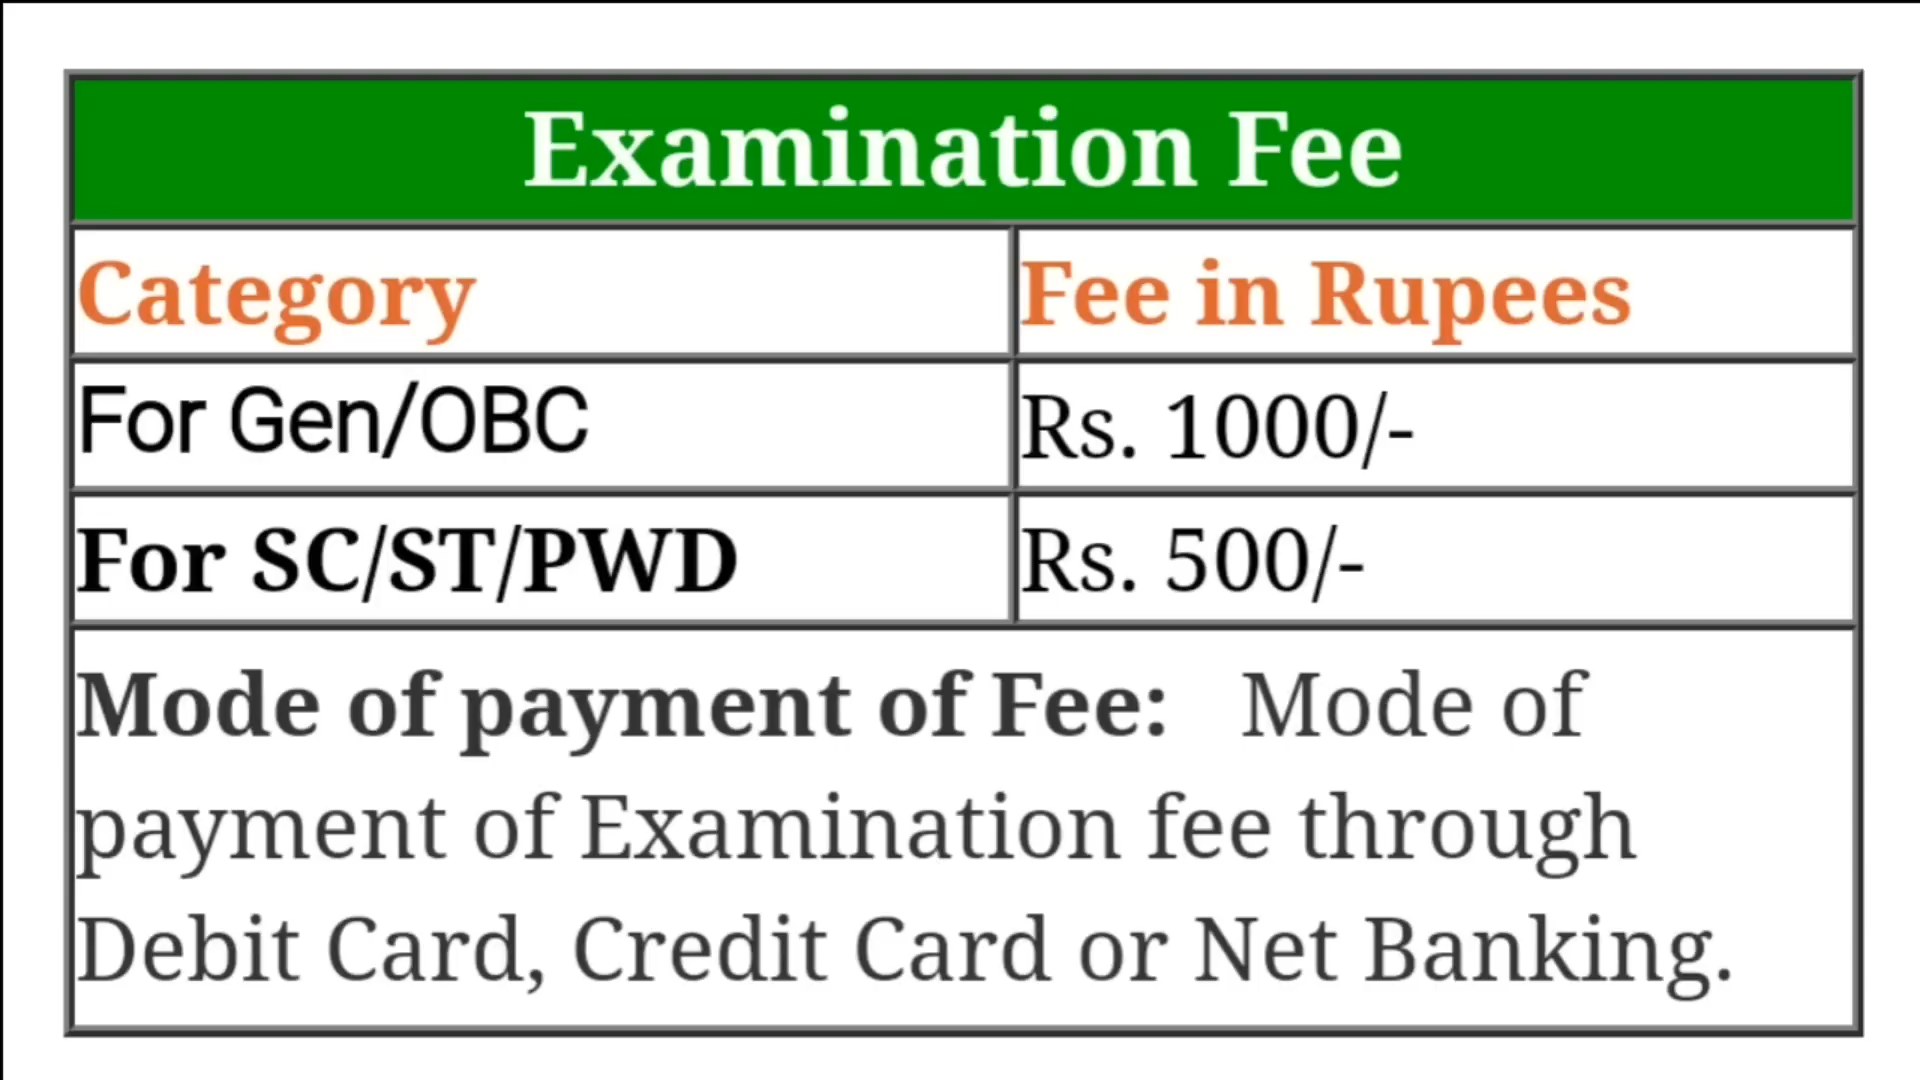 Examination Fee
Category
Fee in Rupees
For Gen/OBC
Rs. 1000/-
For SC/ST/PWD
Rs. 500/-
Mode of payment of Fee: Mode of
payment of Examination fee through
Debit Card, Credit Card or Net Banking.